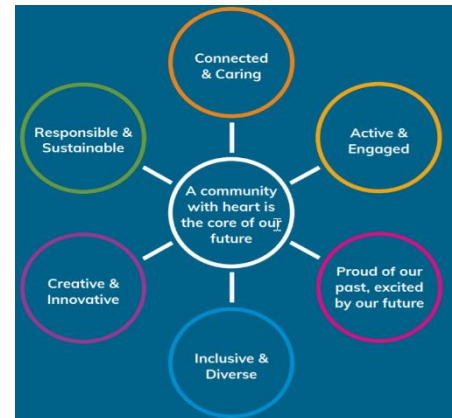 Connected
& Caring
Responsible &
Sustainable
Active &
Engaged
A community
with heart is
the core of our
future
Creative &
Innovative
Proud of our
past, excited
by our future
Inclusive &
Diverse